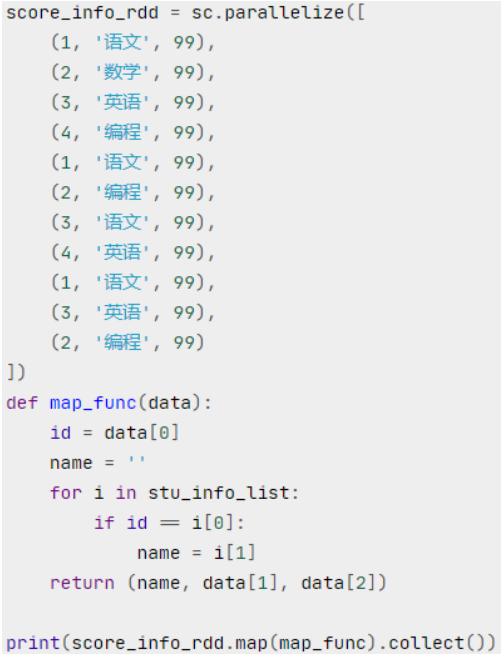 score_info_rdd = sc.parallelize([
    (1, '语文', 99),
    (2, '数学', 99),
    (3, '英语', 99),
    (4, '编程', 99),
    (1, '语文', 99),
    (2, '编程', 99),
    (3, '语文', 99),
    (4, '英语', 99),
    (1, '语文', 99),
    (3, '英语', 99),
    (2, '编程', 99)
])
def map_func(data):
    id = data[0]
    name = ''
    for i in stu_info_list:
        if id == i[0]:
            name = i[1]
    return (name, data[1], data[2])

print(score_info_rdd.map(map_func).collect())